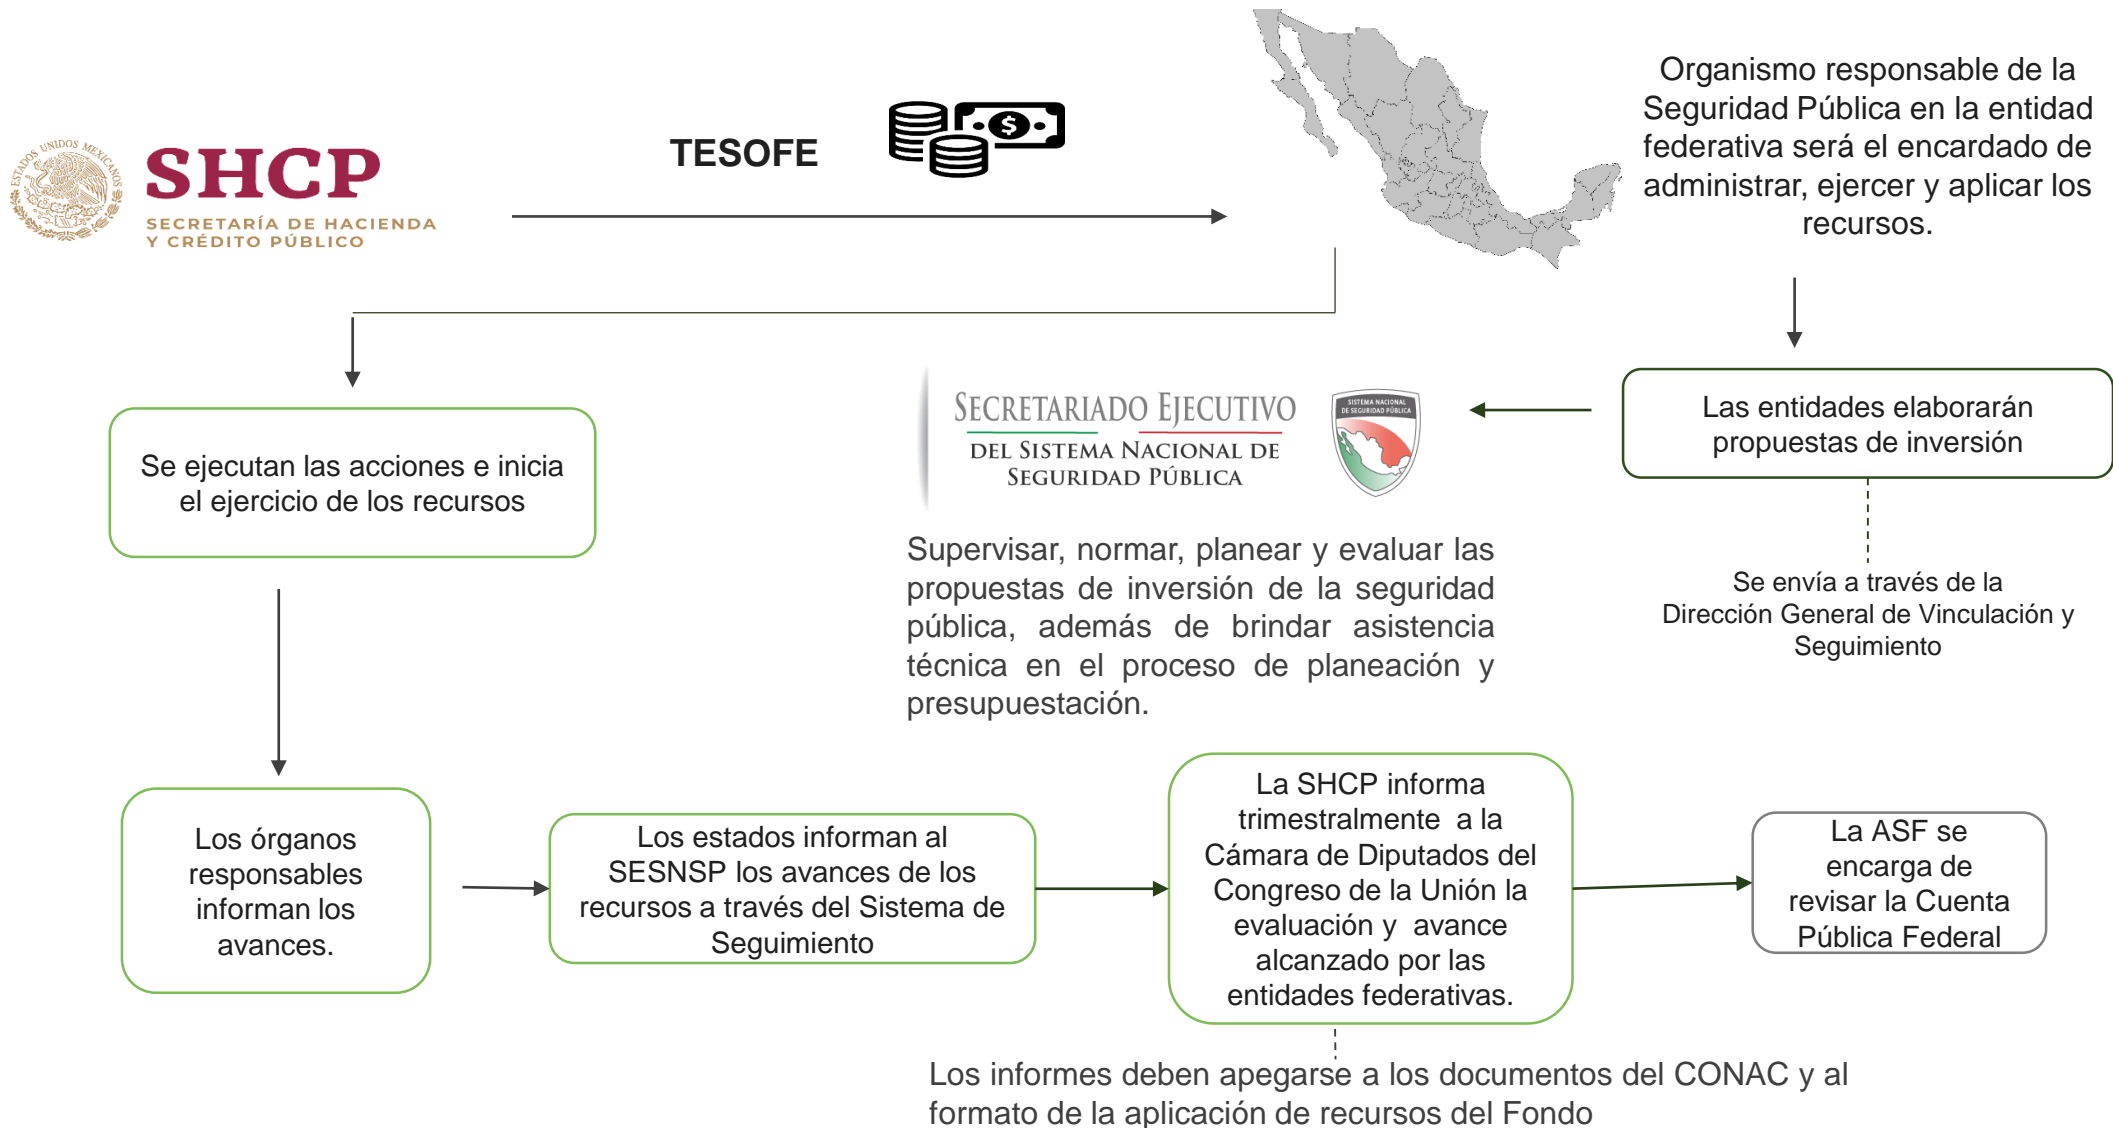 ESTADOS UNIDOS MEXICANOS
SHCP
SECRETARÍA DE HACIENDA
Y CRÉDITO PÚBLICO
TESOFE
$
Organismo responsable de la
Seguridad Pública en la entidad
federativa será el encardado de
administrar, ejercer y aplicar los
recursos.
Las entidades elaborarán
propuestas de inversión
Se envía a través de la
Dirección General de Vinculación y
Seguimiento
SECRETARIADO EJECUTIVO
DEL SISTEMA NACIONAL DE
SEGURIDAD PÚBLICA
SISTEMA NACIONAL
DE SEGURIDAD PÚBLICA
Supervisar, normar, planear y evaluar las
propuestas de inversión de la seguridad
pública, además de brindar asistencia
técnica en el proceso de planeación y
presupuestación.
Se ejecutan las acciones e inicia
el ejercicio de los recursos
Los órganos
responsables
informan los
avances.
Los estados informan al
SESNSP los avances de los
recursos a través del Sistema de
Seguimiento
La SHCP informa
trimestralmente a la
Cámara de Diputados del
Congreso de la Unión la
evaluación y avance
alcanzado por las
entidades federativas.
La ASF se
encarga de
revisar la Cuenta
Pública Federal
Los informes deben apegarse a los documentos del CONAC y al
formato de la aplicación de recursos del Fondo